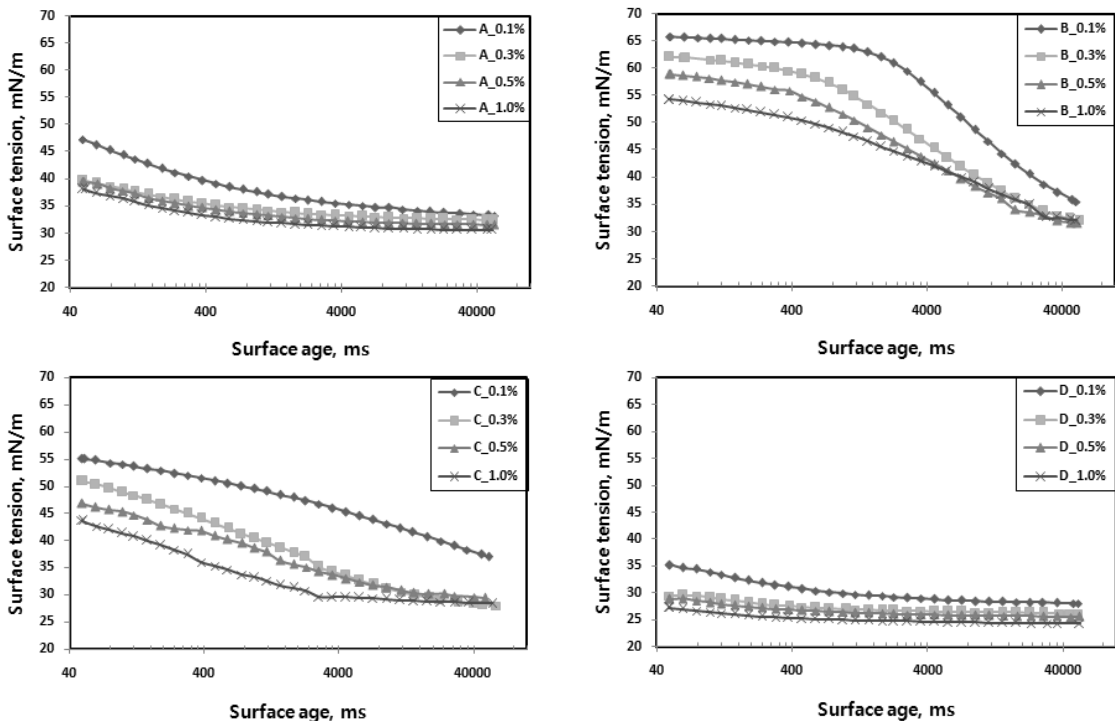 Surface tension, mN/m
70
65
60
55
50
45
40
35
30
25
20
40
400
4000
40000
Surface age, ms
A_0.1%
A_0.3%
A_0.5%
A_1.0%
Surface tension, mN/m
70
65
60
55
50
45
40
35
30
25
20
40
400
4000
40000
Surface age, ms
B_0.1%
B_0.3%
B_0.5%
B_1.0%
Surface tension, mN/m
70
65
60
55
50
45
40
35
30
25
20
40
400
4000
40000
Surface age, ms
C_0.1%
C_0.3%
C_0.5%
C_1.0%
Surface tension, mN/m
70
65
60
55
50
45
40
35
30
25
20
40
400
4000
40000
Surface age, ms
D_0.1%
D_0.3%
D_0.5%
D_1.0%